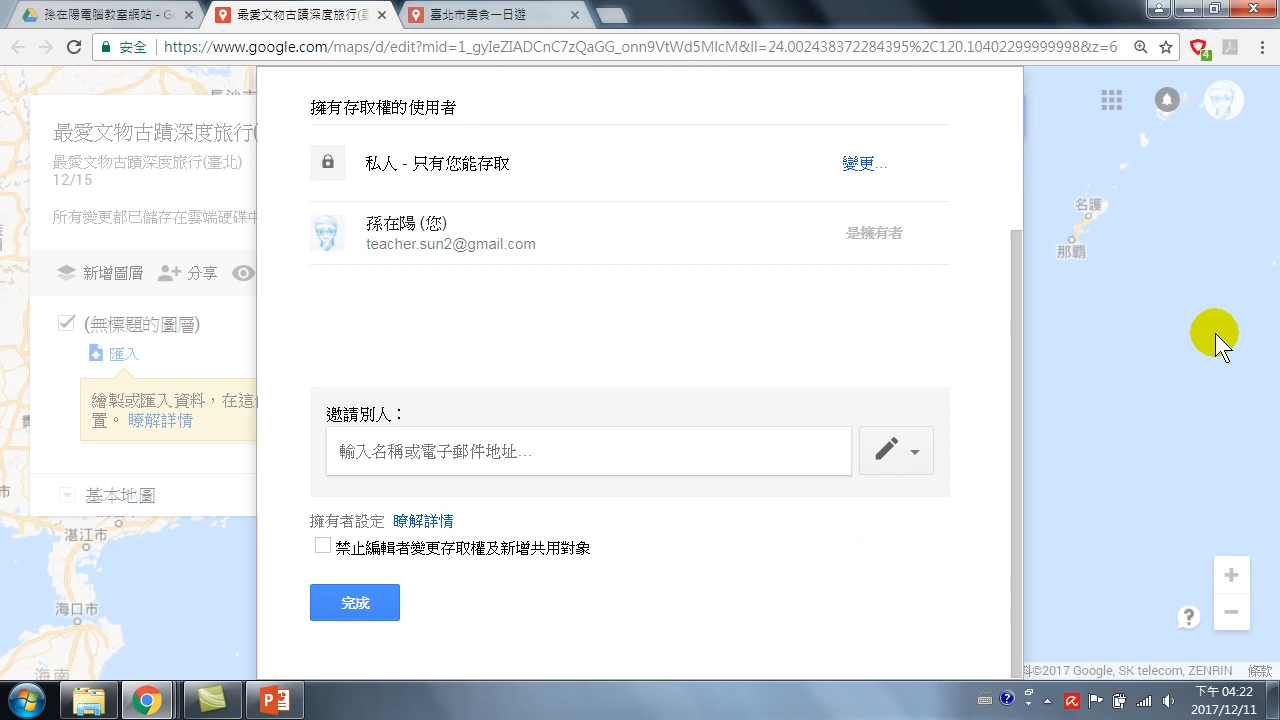 孫在陽電腦教室網站 - Go
最愛文物古蹟深度旅行(臺
臺北市美食一日遊
安全
https://www.google.com/maps/d/edit?mid=1_gyDZIADCnC7zQaGG_onn9VtWd5MIcM&ll=24.002438372284395%2C120.10402299999998&z=6
4
擁有存取權的使用者
私人 - 只有您能存取
變更...
孫在陽 (您)
teacher.sun2@gmail.com
是擁有者
邀請別人：
輸入名稱或電子郵件地址...
擁有者設定 瞭解詳情
禁止編輯者變更存取權及新增共用對象
完成
長沙市
最愛文物古蹟深度旅行(
最愛文物古蹟深度旅行(臺北)
12/15
所有變更都已儲存在雲端硬碟中
新增圖層
分享
(無標題的圖層)
匯入
繪製或匯入資料，在這個
置。 瞭解詳情
基本地圖
湛江市
海口市
海南
名護
那霸
+
−
?
©2017 Google, SK telecom, ZENRIN
條款
下午 04:22
2017/12/11